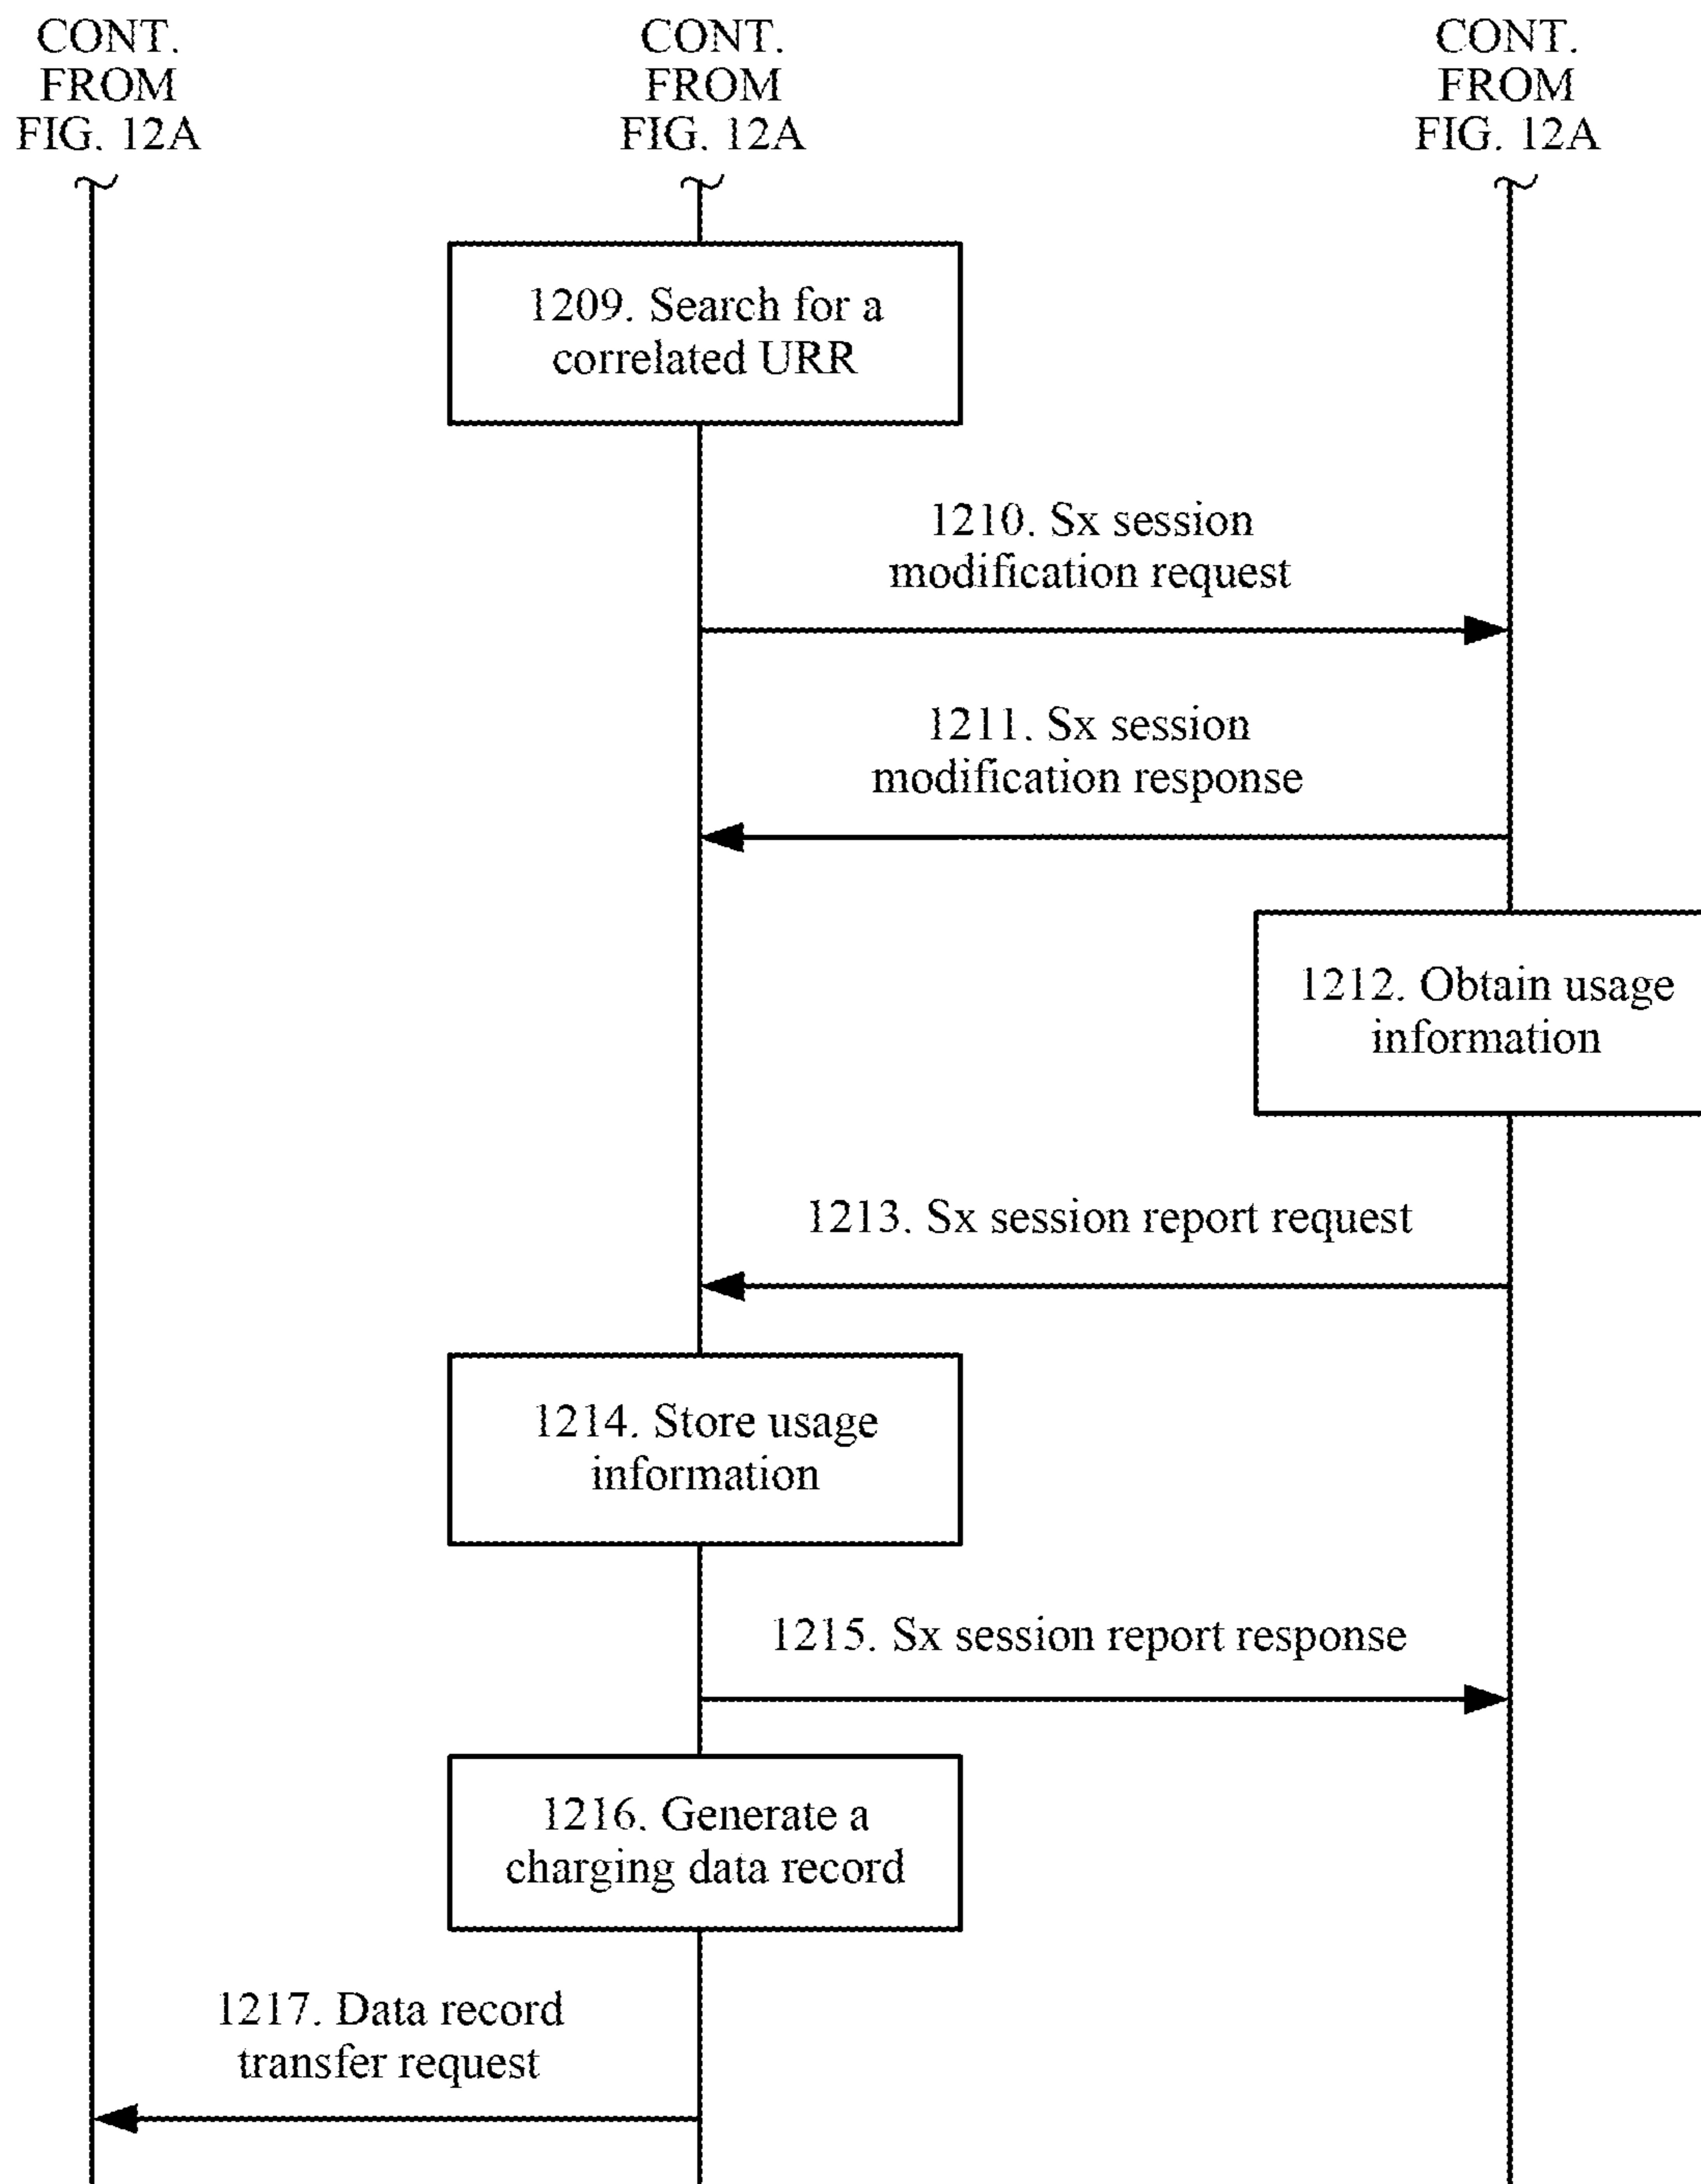 CONT.
FROM
FIG. 12A
CONT.
FROM
FIG. 12A
CONT.
FROM
FIG. 12A
1209. Search for a
correlated URR
1210. Sx session
modification request
1211. Sx session
modification response
1212. Obtain usage
information
1213. Sx session report request
1214. Store usage
information
1215. Sx session report response
1216. Generate a
charging data record
1217. Data record
transfer request